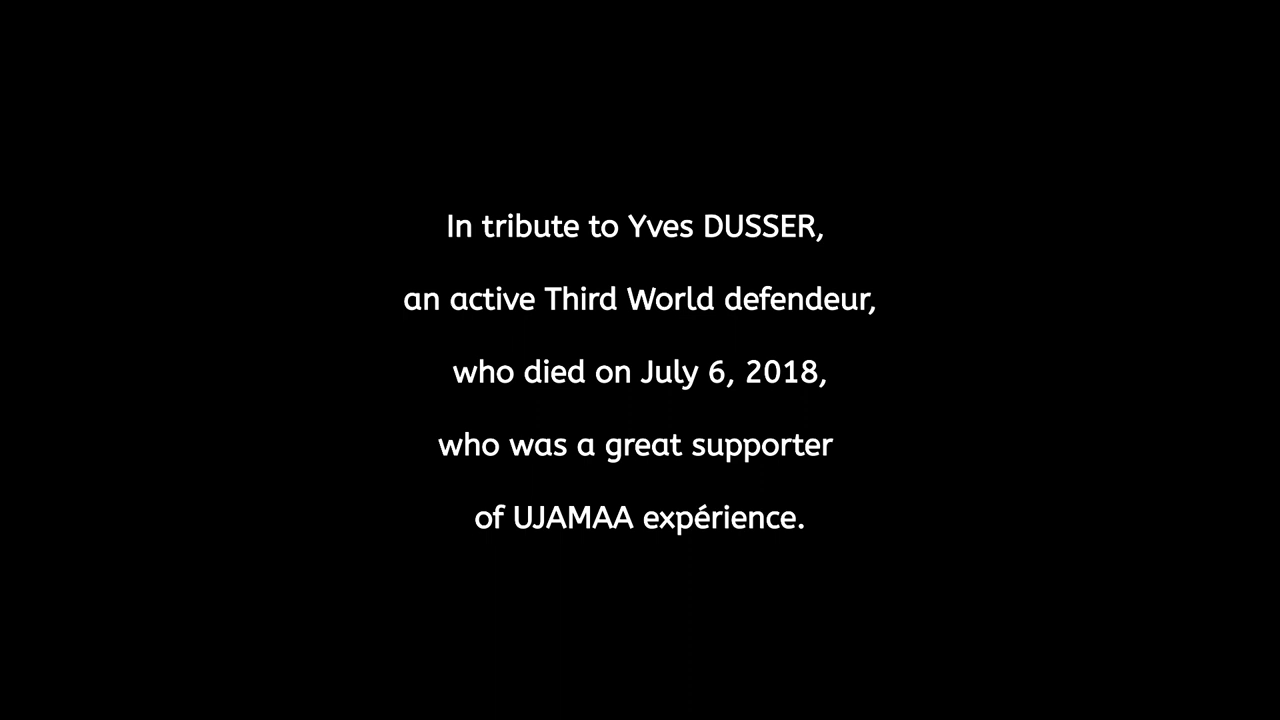 In tribute to Yves DUSSER,
an active Third World defendeur,
who died on July 6, 2018,
who was a great supporter
of UJAMAA expérience.